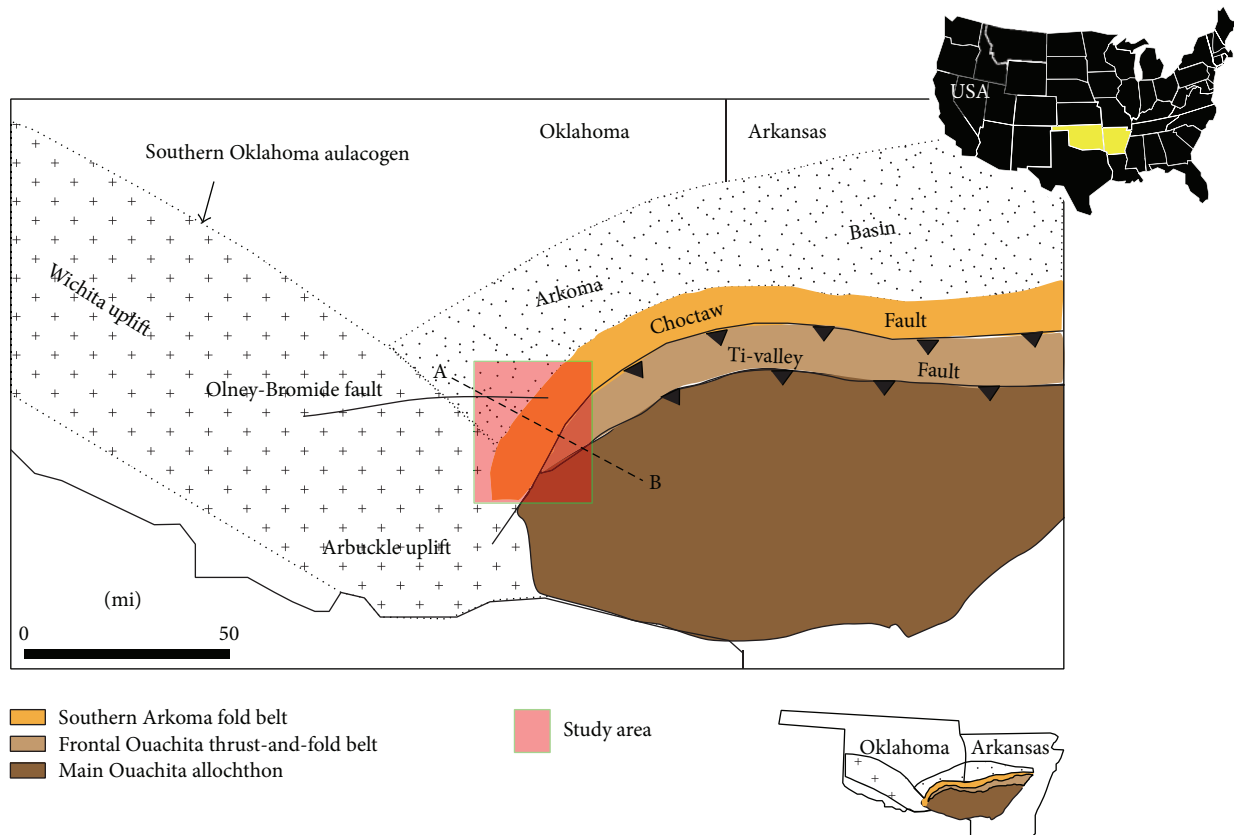 USA
Oklahoma
Arkansas
Southern Oklahoma aulacogen
Basin
Wichita uplift
Arkoma
Choctaw
Fault
Ti-valley
Fault
A
Olney-Bromide fault
B
Arbuckle uplift
(mi)
0 50
Southern Arkoma fold belt
Frontal Ouachita thrust-and-fold belt
Main Ouachita allochthon
Study area
Oklahoma
Arkansas